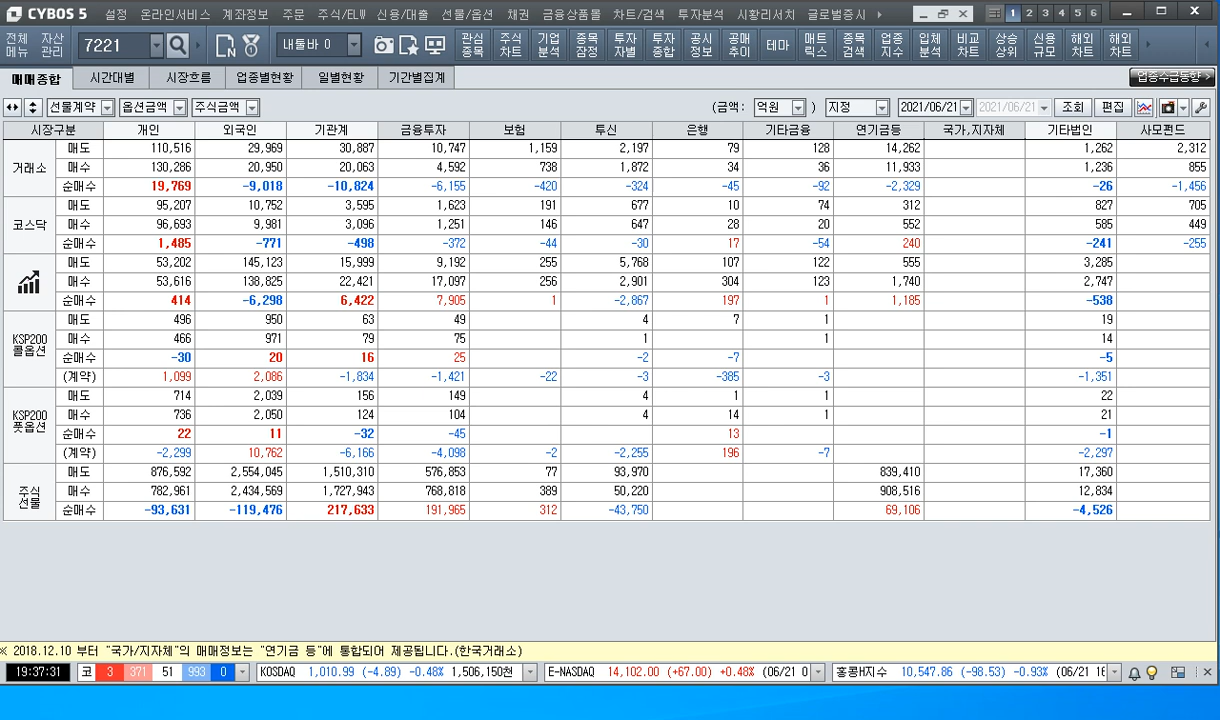 CYBOS 5 설정 온라인서비스 계좌정보 주문 주식/ELW 신용/대출 선물/옵션 채권 금융상품몰 차트/검색 투자분석 시황리서치 글로벌증시 1 2 3 4 5 6
전체메뉴 자산관리 7221 내툴바 0 관심종목 주식차트 기업분석 종목잠정 투자자별 투자종합 공시정보 공매추이 테마 매트릭스 종목검색 업종지수 입체분석 비교차트 상승상위 신용규모 해외차트 해외차트
매매종합 시간대별 시장흐름 업종별현황 일별현황 기간별집계 업종수급동향 >
선물계약 옵션금액 주식금액 (금액: 억원 ) 지정 2021/06/21 2021/06/21 조회 편집
시장구분 개인 외국인 기관계 금융투자 보험 투신 은행 기타금융 연기금등 국가,지자체 기타법인 사모펀드
거래소
매도 110,516 29,969 30,887 10,747 1,159 2,197 79 128 14,262 1,262 2,312
매수 130,286 20,950 20,063 4,592 738 1,872 34 36 11,933 1,236 855
순매수 19,769 -9,018 -10,824 -6,155 -420 -324 -45 -92 -2,329 -26 -1,456
코스닥
매도 95,207 10,752 3,595 1,623 191 677 10 74 312 827 705
매수 96,693 9,981 3,096 1,251 146 647 28 20 552 585 449
순매수 1,485 -771 -498 -372 -44 -30 17 -54 240 -241 -255
매도 53,202 145,123 15,999 9,192 255 5,768 107 122 555 3,285
매수 53,616 138,825 22,421 17,097 256 2,901 304 123 1,740 2,747
순매수 414 -6,298 6,422 7,905 1 -2,867 197 1 1,185 -538
KSP200
콜옵션
매도 496 950 63 49 4 7 1 19
매수 466 971 79 75 1 1 14
순매수 -30 20 16 25 -2 -7 -5
(계약) 1,099 2,086 -1,834 -1,421 -22 -3 -385 -3 -1,351
KSP200
풋옵션
매도 714 2,039 156 149 4 1 1 22
매수 736 2,050 124 104 4 14 1 21
순매수 22 11 -32 -45 13 -1
(계약) -2,299 10,762 -6,166 -4,098 -2 -2,255 196 -7 -2,297
주식
선물
매도 876,592 2,554,045 1,510,310 576,853 77 93,970 839,410 17,360
매수 782,961 2,434,569 1,727,943 768,818 389 50,220 908,516 12,834
순매수 -93,631 -119,476 217,633 191,965 312 -43,750 69,106 -4,526
※ 2018.12.10 부터 "국가/지자체"의 매매정보는 "연기금 등"에 통합되어 제공됩니다.(한국거래소)
19:37:31 코 3 371 51 993 0 KOSDAQ 1,010.99 (-4.89) -0.48% 1,506,150천 E-NASDAQ 14,102.00 (+67.00) +0.48% (06/21 0 홍콩H지수 10,547.86 (-98.53) -0.93% (06/21 16